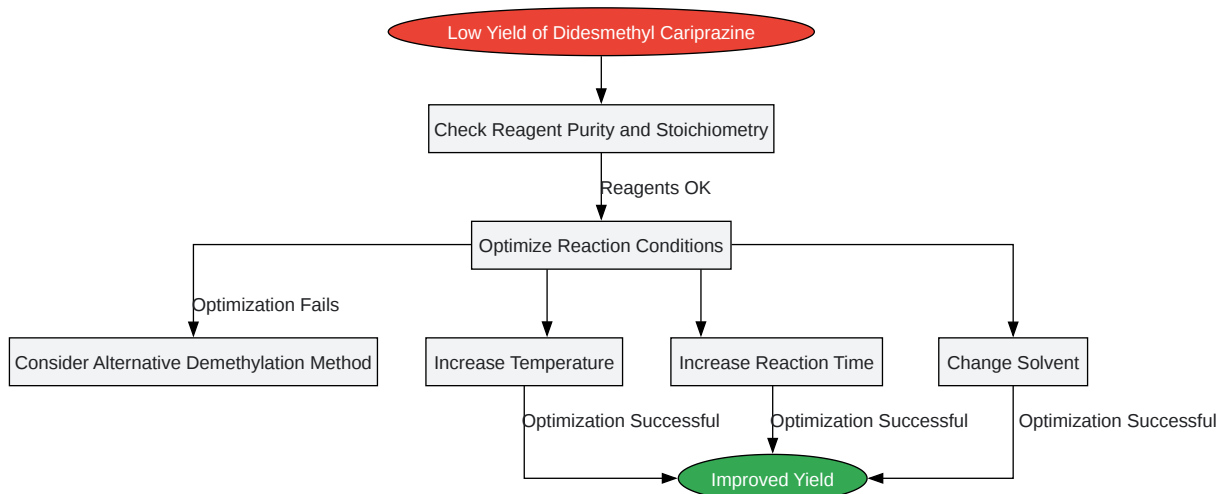 Low Yield of Didesmethyl Cariprazine
Check Reagent Purity and Stoichiometry
Reagents OK
Optimize Reaction Conditions
Optimization Fails
Consider Alternative Demethylation Method
Increase Temperature
Increase Reaction Time
Change Solvent
Optimization Successful
Optimization Successful
Optimization Successful
Improved Yield